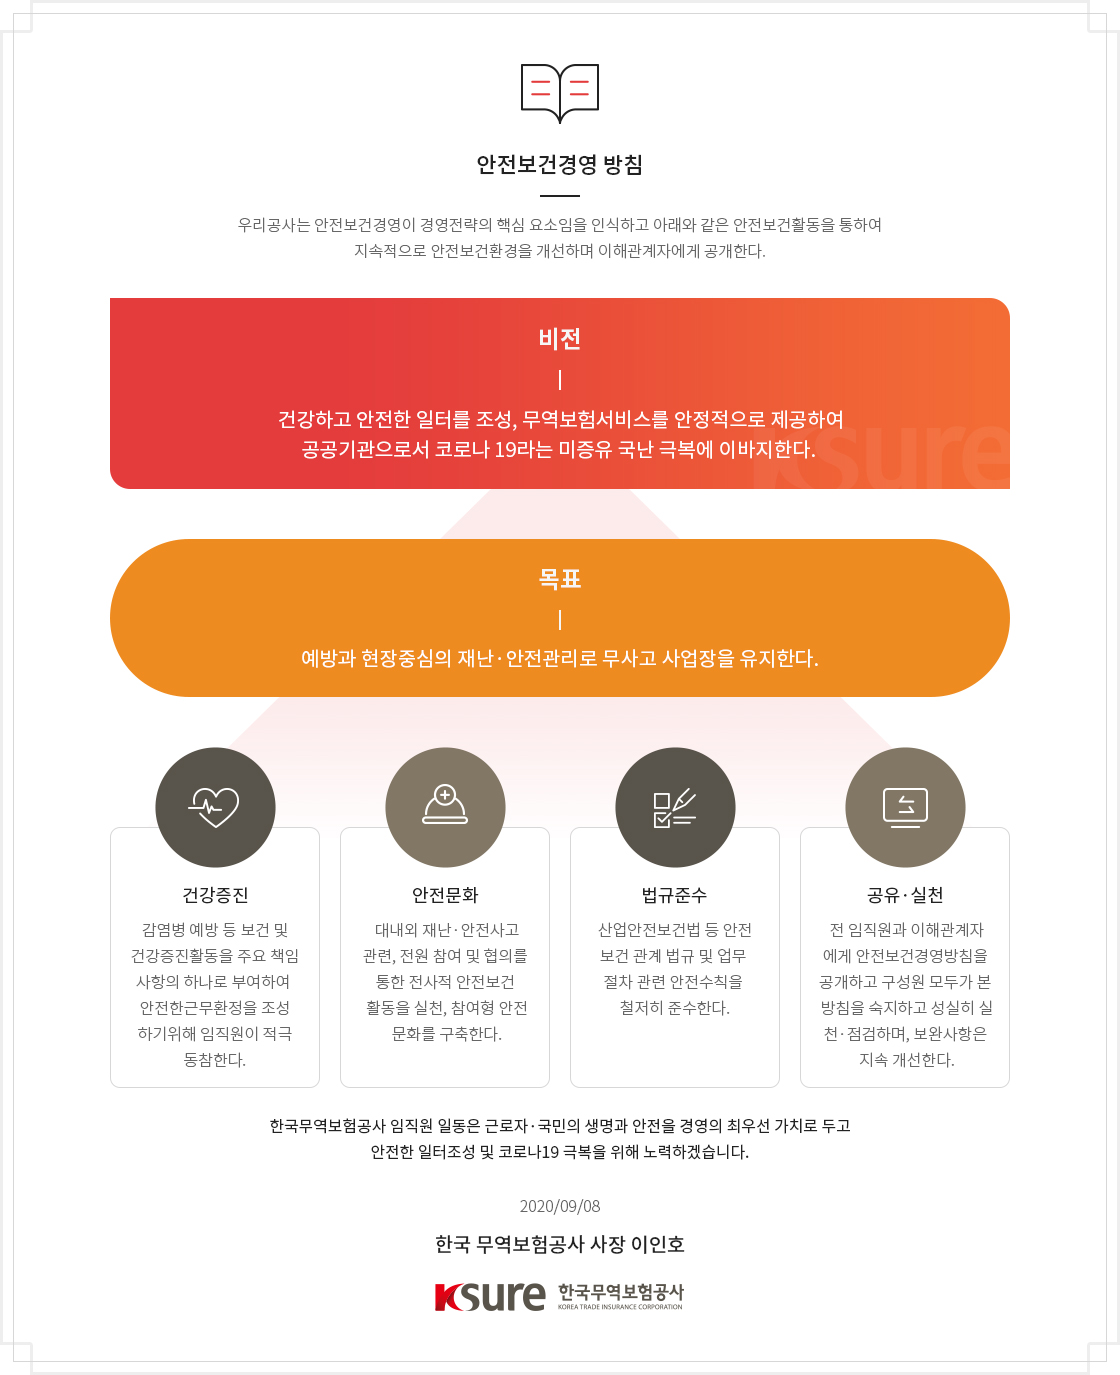 안전보건경영 방침
우리공사는 안전보건경영이 경영전략의 핵심 요소임을 인식하고 아래와 같은 안전보건활동을 통하여
지속적으로 안전보건환경을 개선하며 이해관계자에게 공개한다.
비전
건강하고 안전한 일터를 조성, 무역보험서비스를 안정적으로 제공하여
공공기관으로서 코로나 19라는 미증유 국난 극복에 이바지한다.
ksure
목표
예방과 현장중심의 재난·안전관리로 무사고 사업장을 유지한다.
건강증진
감염병 예방 등 보건 및
건강증진활동을 주요 책임
사항의 하나로 부여하여
안전한근무환정을 조성
하기위해 임직원이 적극
동참한다.
안전문화
대내외 재난·안전사고
관련, 전원 참여 및 협의를
통한 전사적 안전보건
활동을 실천, 참여형 안전
문화를 구축한다.
법규준수
산업안전보건법 등 안전
보건 관계 법규 및 업무
절차 관련 안전수칙을
철저히 준수한다.
공유·실천
전 임직원과 이해관계자
에게 안전보건경영방침을
공개하고 구성원 모두가 본
방침을 숙지하고 성실히 실
천·점검하며, 보완사항은
지속 개선한다.
한국무역보험공사 임직원 일동은 근로자·국민의 생명과 안전을 경영의 최우선 가치로 두고
안전한 일터조성 및 코로나19 극복을 위해 노력하겠습니다.
2020/09/08
한국 무역보험공사 사장 이인호
ksure 한국무역보험공사
KOREA TRADE INSURANCE CORPORATION